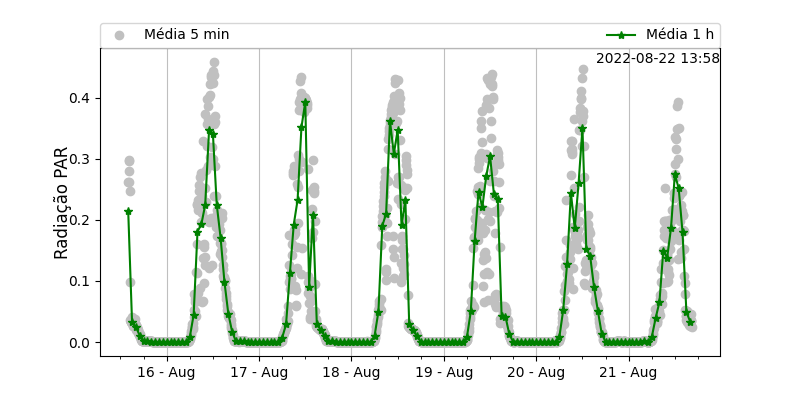 Média 5 min
Média 1 h
2022-08-22 13:58
Radiação PAR
0.4
0.3
0.2
0.1
0.0
16 - Aug
17 - Aug
18 - Aug
19 - Aug
20 - Aug
21 - Aug